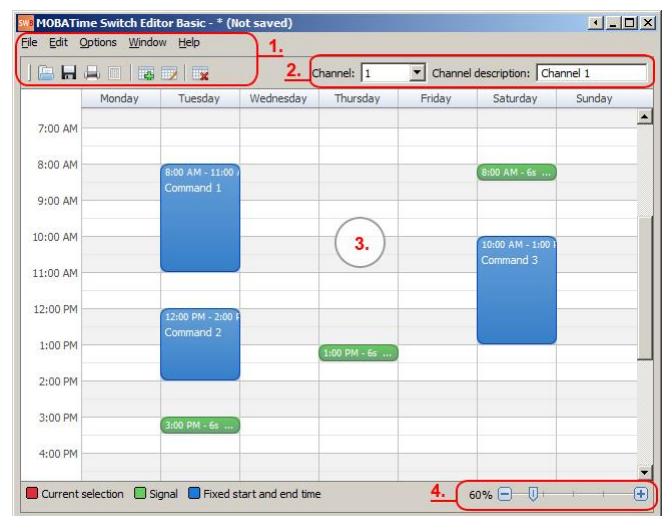 SWB MOBATime Switch Editor Basic - * (Not saved)
File Edit Options Window Help
1.
2. Channel: 1 Channel description: Channel 1
Monday Tuesday Wednesday Thursday Friday Saturday Sunday
7:00 AM
8:00 AM
8:00 AM - 11:00
Command 1
8:00 AM - 6s ...
9:00 AM
10:00 AM
3.
10:00 AM - 1:00
Command 3
11:00 AM
12:00 PM
12:00 PM - 2:00
Command 2
1:00 PM
1:00 PM - 6s ...
2:00 PM
3:00 PM
3:00 PM - 6s ...
4:00 PM
Current selection Signal Fixed start and end time
4. 60%